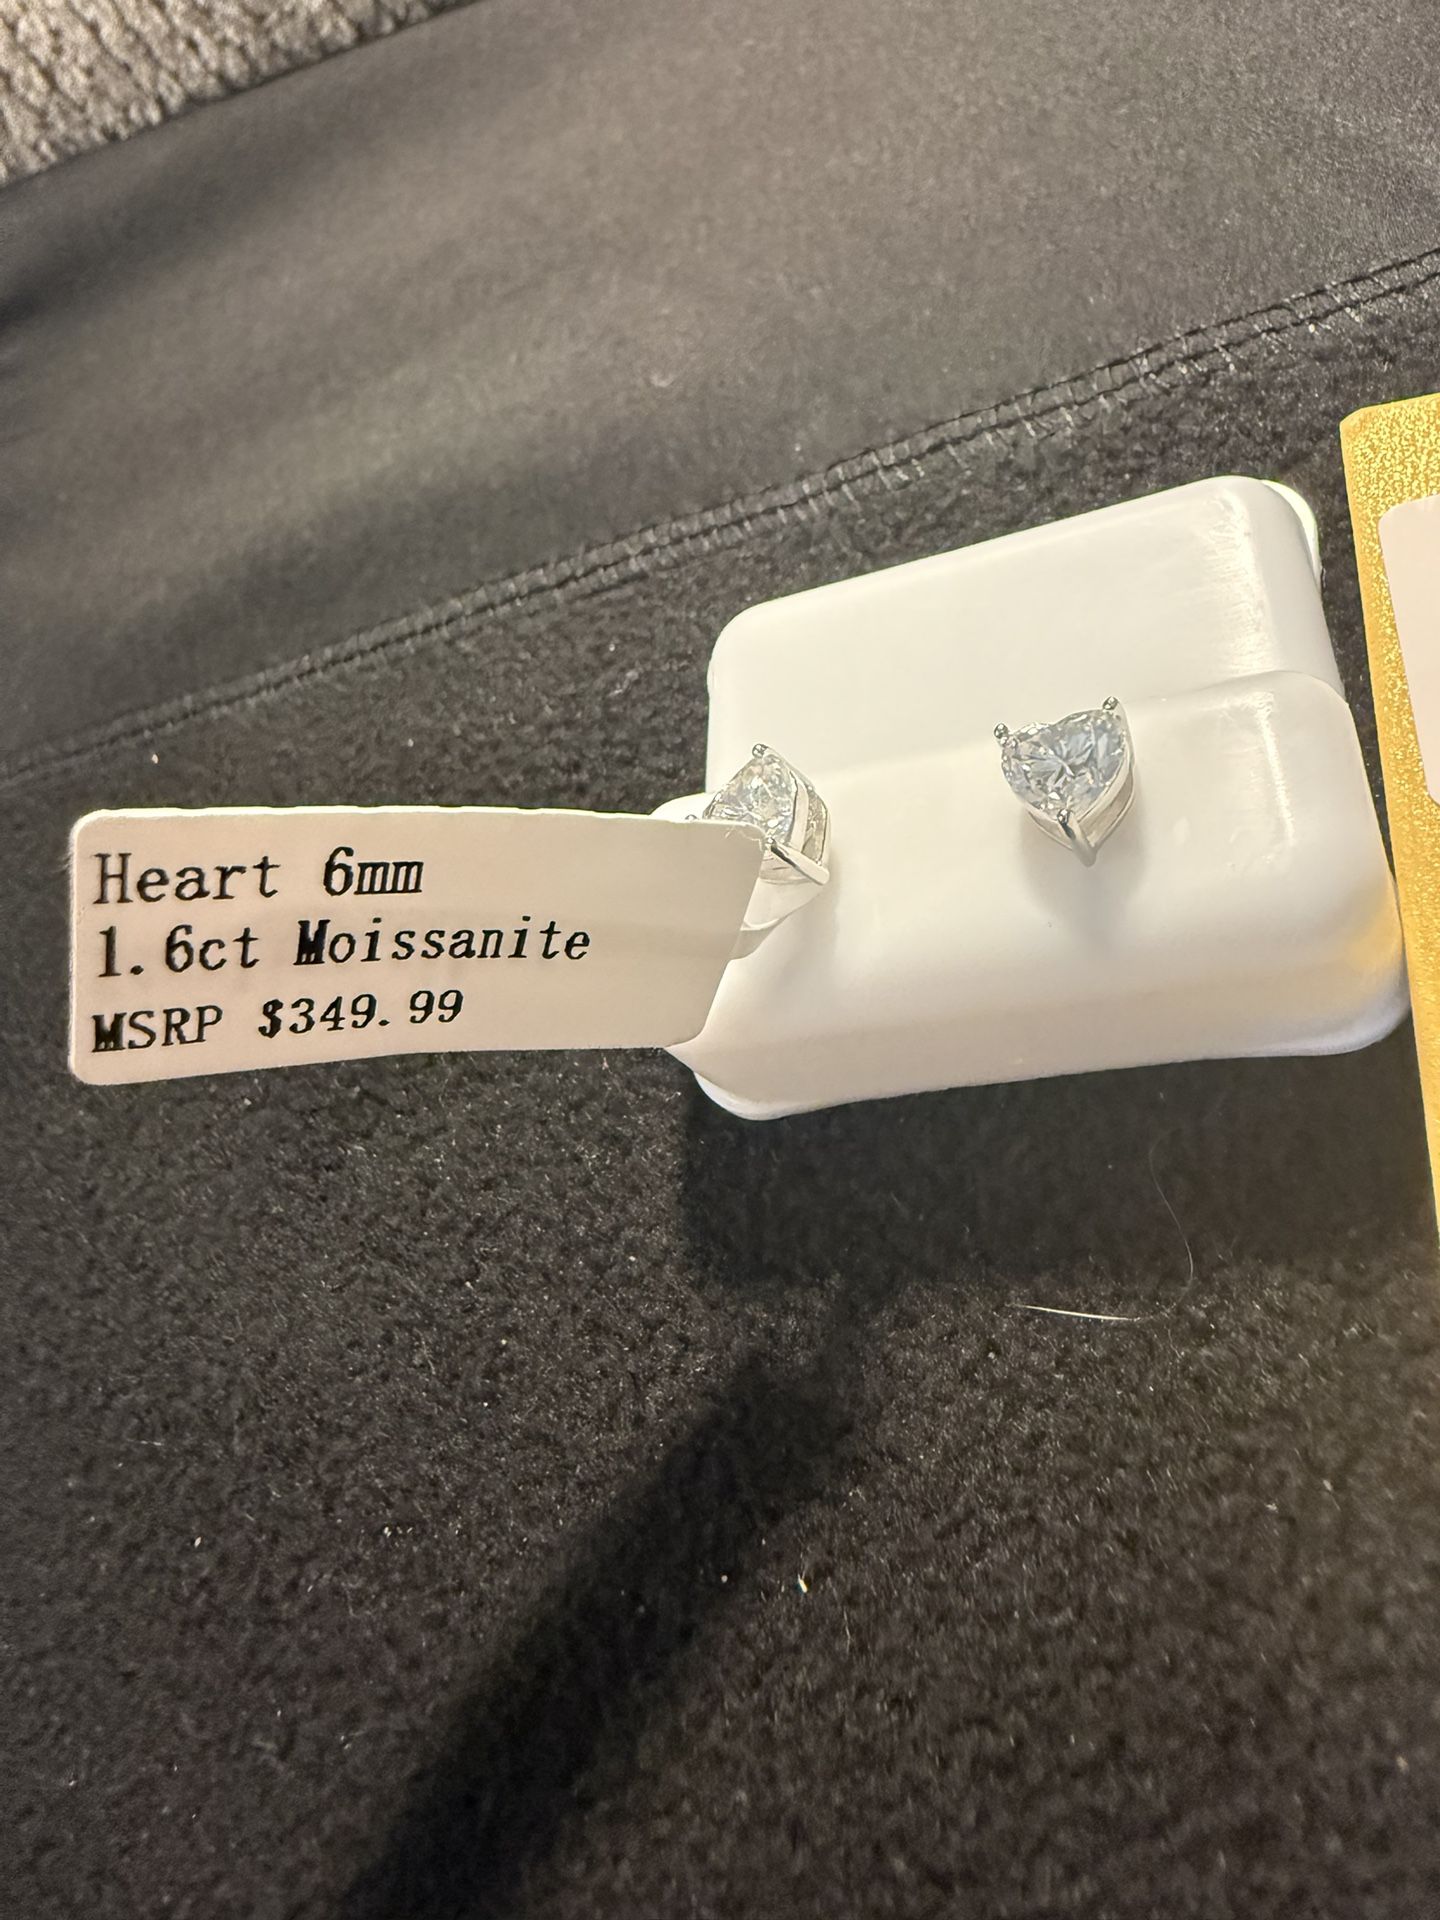 Heart 6mm
1.6ct Moissanite
MSRP $349.99